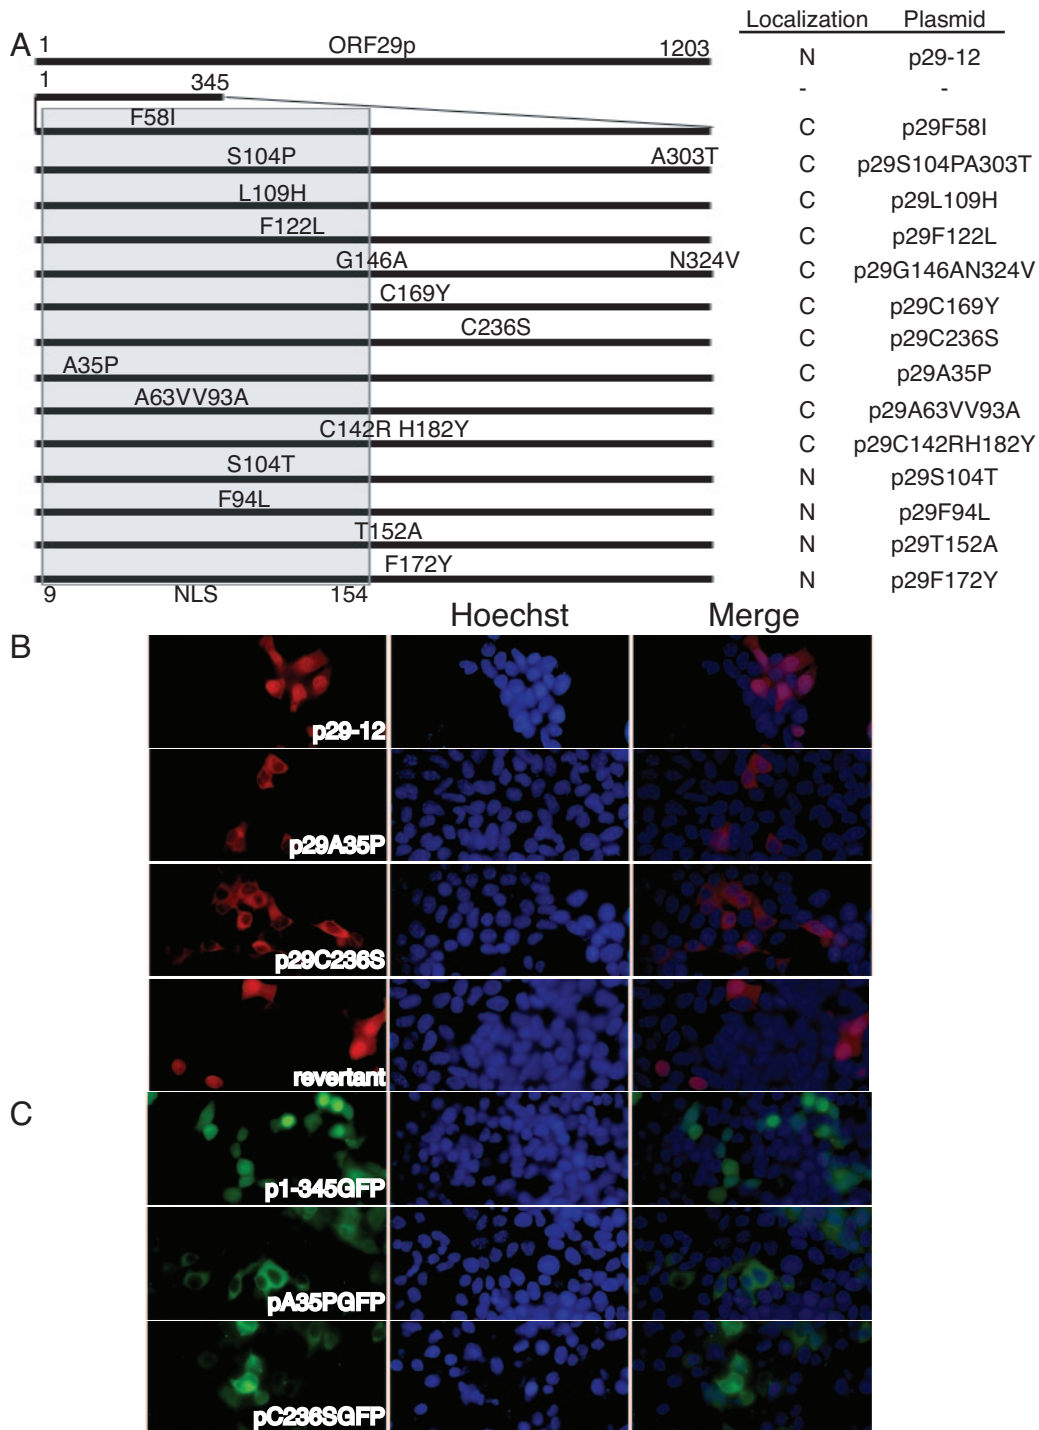 Localization Plasmid
A 1 ORF29p 1203 N p29-12
1 345 - -
F58I C p29F58I
S104P A303T C p29S104PA303T
L109H C p29L109H
F122L C p29F122L
G146A N324V C p29G146AN324V
C169Y C p29C169Y
C236S C p29C236S
A35P C p29A35P
A63VV93A C p29A63VV93A
C142R H182Y C p29C142RH182Y
S104T N p29S104T
F94L N p29F94L
T152A N p29T152A
F172Y N p29F172Y
9 NLS 154
Hoechst Merge
B
p29-12
p29A35P
p29C236S
revertant
C
p1-345GFP
pA35PGFP
pC236SGFP